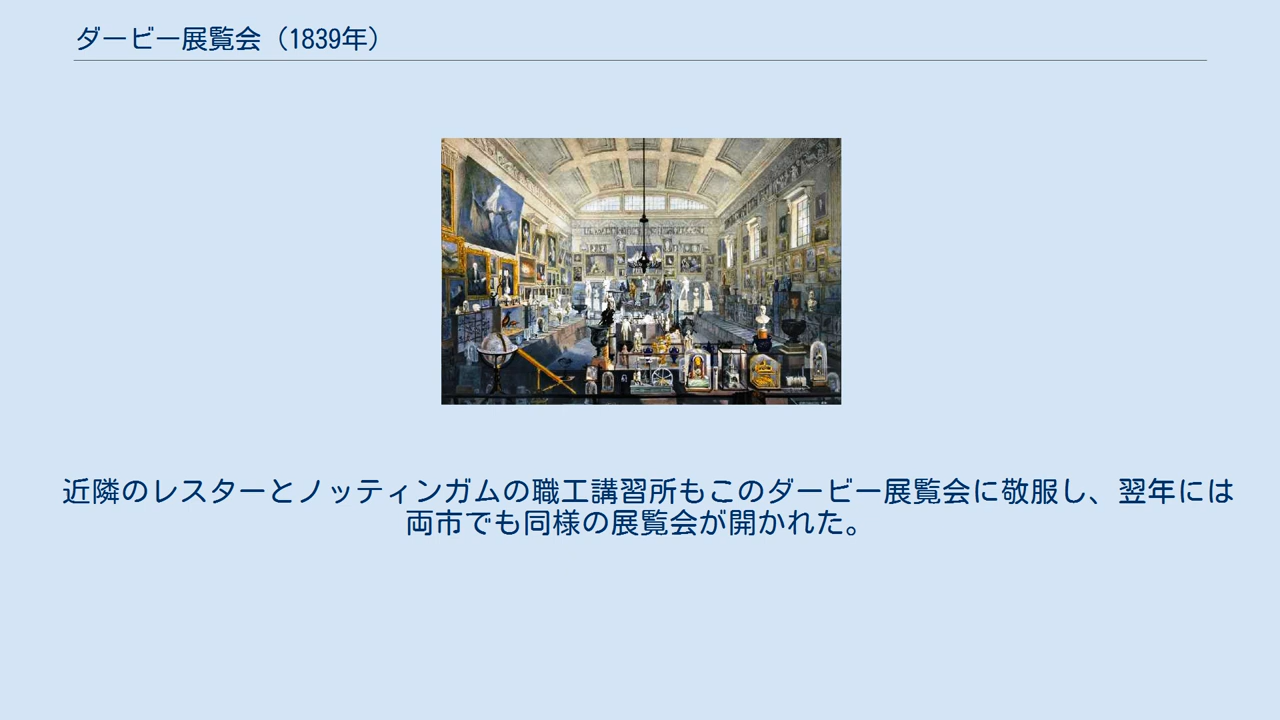 ダービー展覧会（1839年）
近隣のレスターとノッティンガムの職工講習所もこのダービー展覧会に敬服し、翌年には
両市でも同様の展覧会が開かれた。